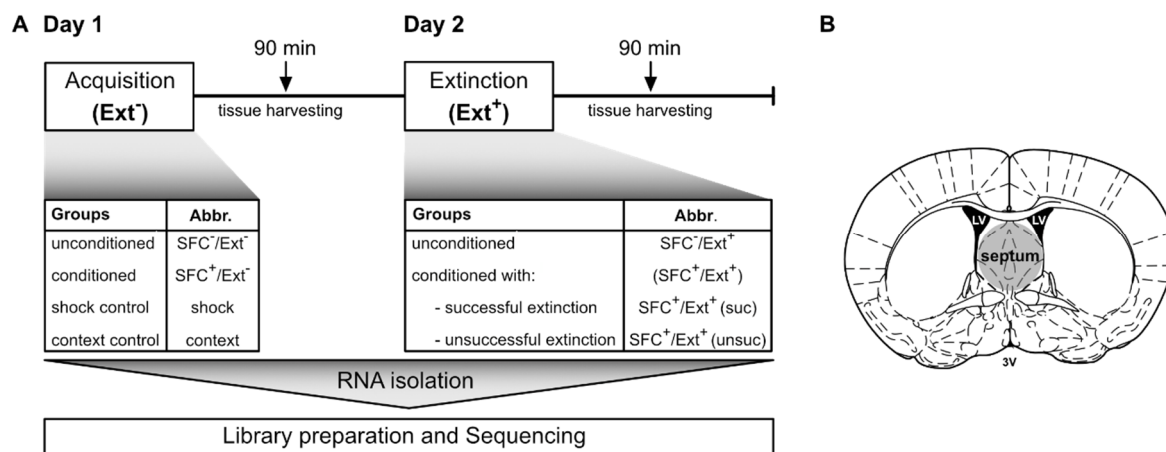 A Day 1 Day 2 B
90 min 90 min
Acquisition
(Ext⁻)
tissue harvesting
Extinction
(Ext⁺)
tissue harvesting
Groups Abbr.
unconditioned SFC⁻/Ext⁻
conditioned SFC⁺/Ext⁻
shock control shock
context control context
Groups Abbr.
unconditioned SFC⁻/Ext⁺
conditioned with: (SFC⁺/Ext⁺)
- successful extinction SFC⁺/Ext⁺ (suc)
- unsuccessful extinction SFC⁺/Ext⁺ (unsuc)
RNA isolation
Library preparation and Sequencing
LV LV
septum
3V